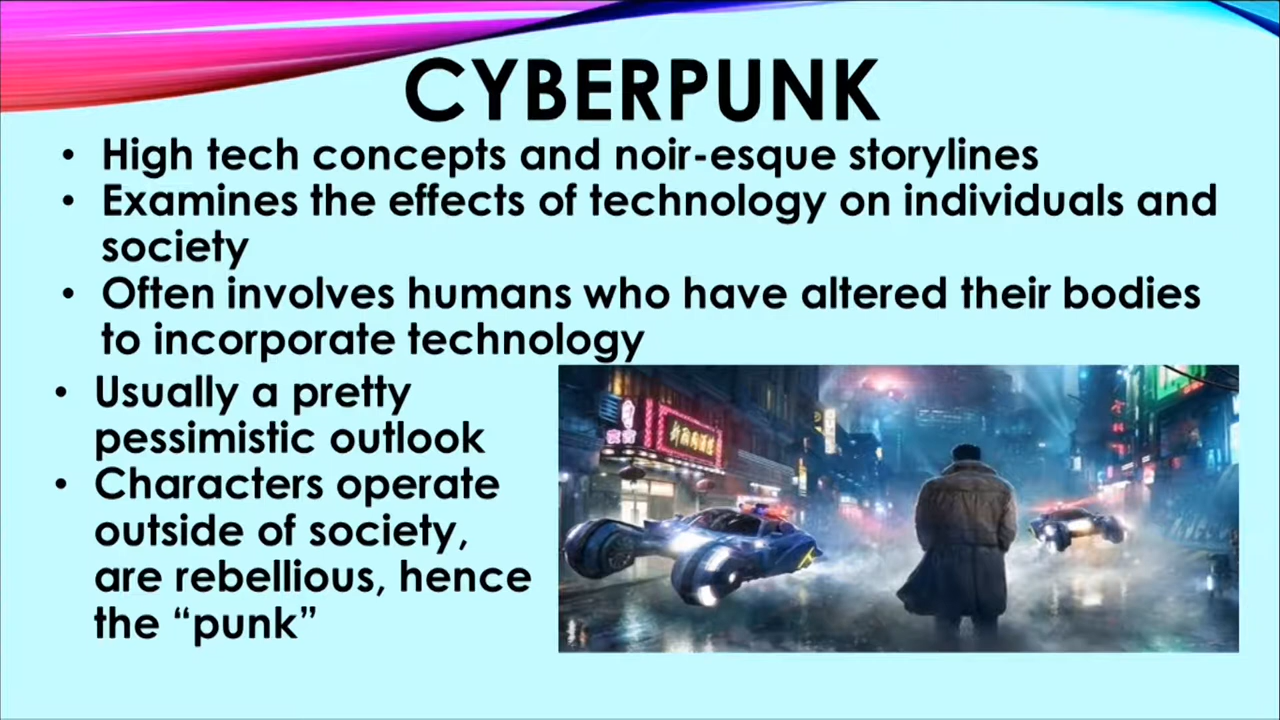 CYBERPUNK
• High tech concepts and noir-esque storylines
• Examines the effects of technology on individuals and
society
• Often involves humans who have altered their bodies
to incorporate technology
• Usually a pretty
pessimistic outlook
• Characters operate
outside of society,
are rebellious, hence
the “punk”